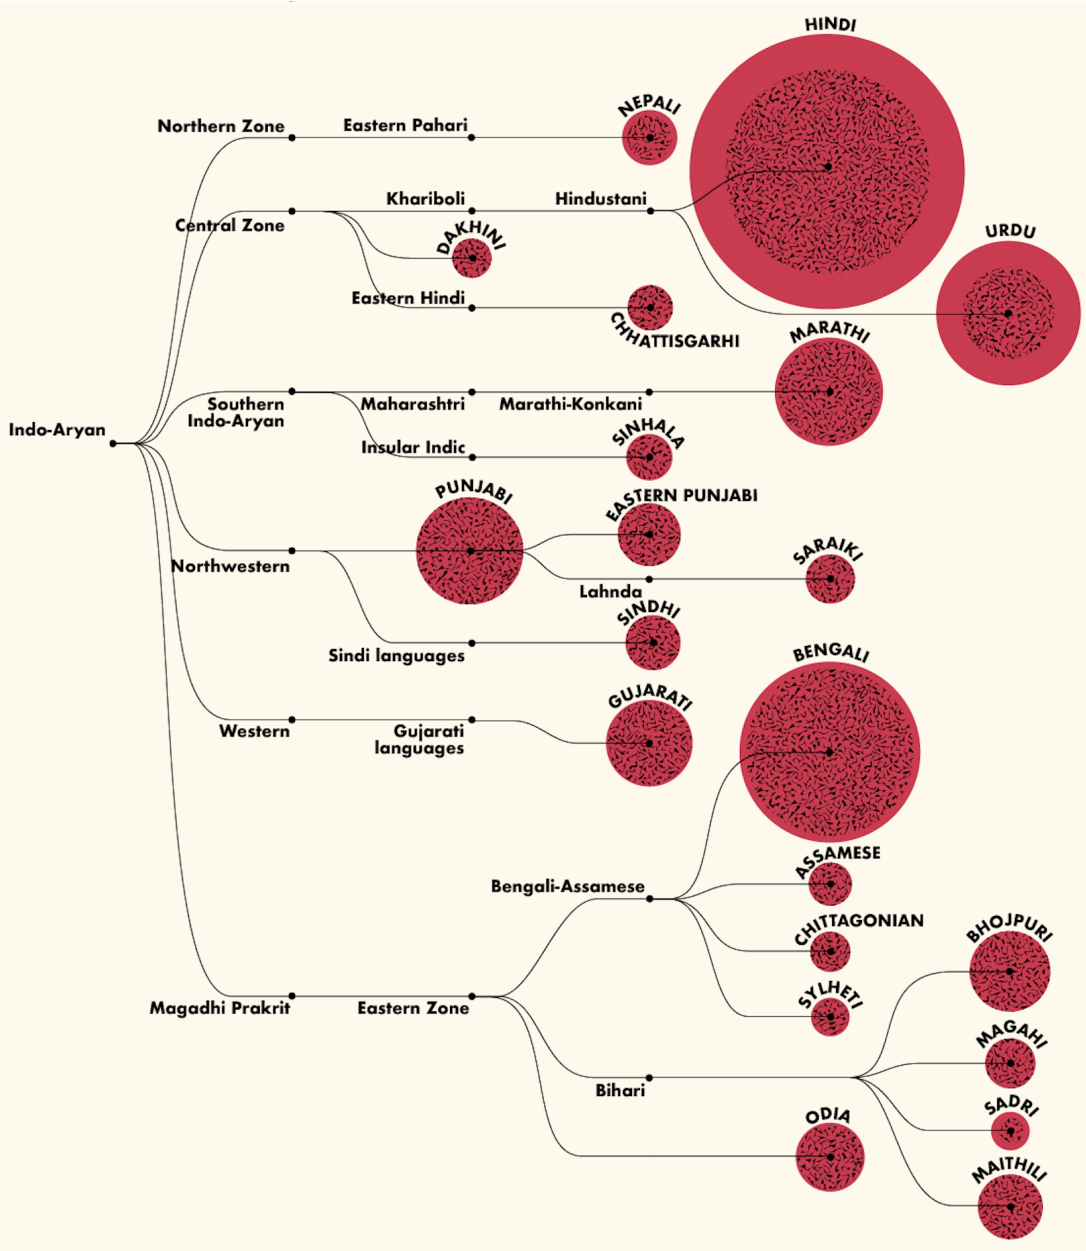 HINDI
NEPALI
Northern Zone
Eastern Pahari
Khariboli
Hindustani
Central Zone
DAKHINI
URDU
Eastern Hindi
CHHATTISGARHI
MARATHI
Southern
Indo-Aryan
Maharashtri
Marathi-Konkani
Indo-Aryan
Insular Indic
SINHALA
PUNJABI
EASTERN PUNJABI
Northwestern
SARAIKI
Lahnda
SINDHI
Sindi languages
BENGALI
GUJARATI
Western
Gujarati
languages
ASSAMESE
Bengali-Assamese
CHITTAGONIAN
BHOJPURI
SYLHETI
Magadhi Prakrit
Eastern Zone
MAGAHI
Bihari
SADRI
ODIA
MAITHILI